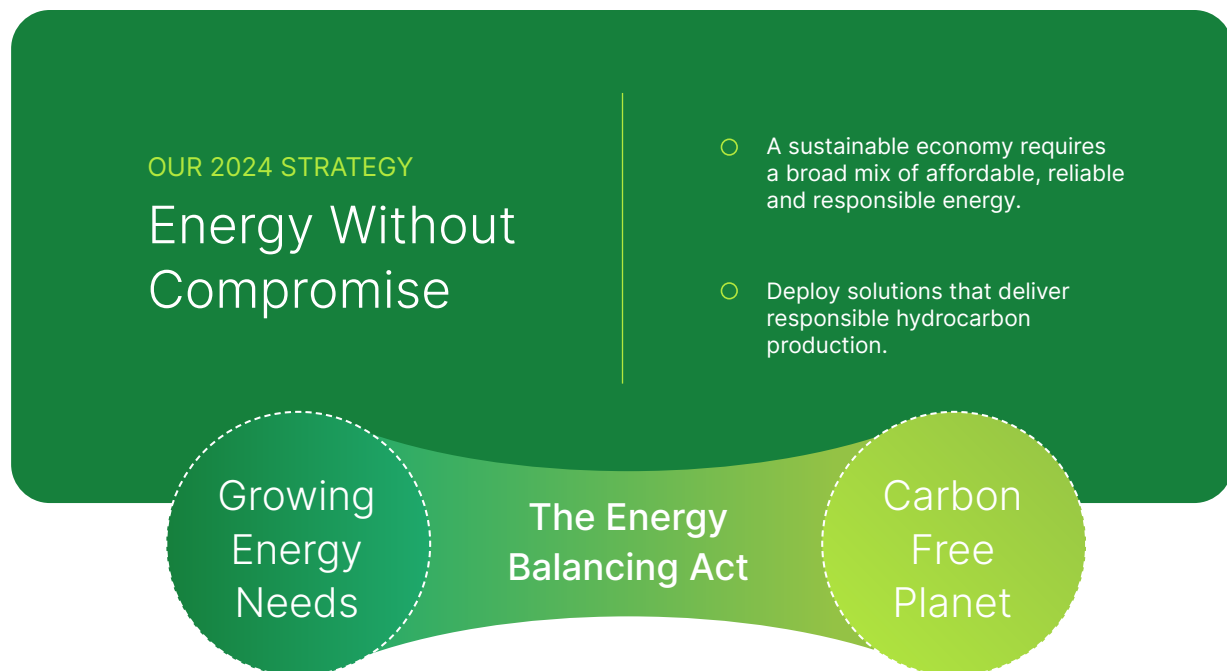 OUR 2024 STRATEGY
Energy Without
Compromise
A sustainable economy requires
a broad mix of affordable, reliable
and responsible energy.
Deploy solutions that deliver
responsible hydrocarbon
production.
Growing
Energy
Needs
The Energy
Balancing Act
Carbon
Free
Planet